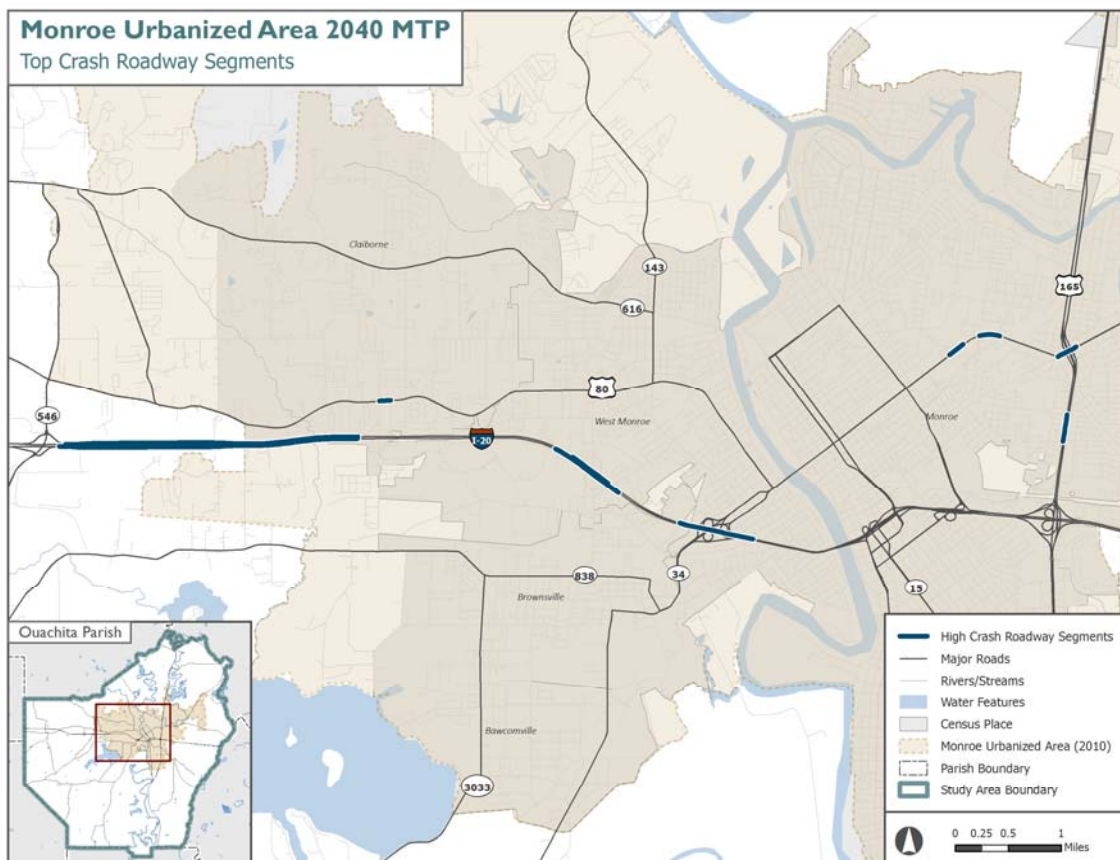 Monroe Urbanized Area 2040 MTP
Top Crash Roadway Segments
Claiborne
143
165
616
80
546
West Monroe
Monroe
I-20
838
34
15
Brownsville
Bawcomville
3033
Ouachita Parish
High Crash Roadway Segments
Major Roads
Rivers/Streams
Water Features
Census Place
Monroe Urbanized Area (2010)
Parish Boundary
Study Area Boundary
0 0.25 0.5 1
Miles